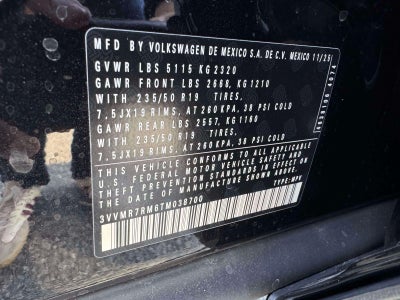 MFD BY VOLKSWAGEN DE MEXICO S.A. DE C.V. MEXICO 11/25
GVWR LBS 5115 KG 2320
GAWR FRONT LBS 2668, KG 1210
WITH 235/50 R19 TIRES,
7.5JX19 RIMS, AT 260 KPA, 38 PSI COLD
GAWR REAR LBS 2557, KG 1160
WITH 235/50 R19 TIRES,
7.5JX19 RIMS, AT 260 KPA, 38 PSI COLD
THIS VEHICLE CONFORMS TO ALL APPLICABLE
U.S. FEDERAL MOTOR VEHICLE SAFETY AND
THEFT PREVENTION STANDARDS IN EFFECT ON
THE DATE OF MANUFACTURE SHOWN ABOVE.
3VVMR7RM6TM038700 TYPE: MPV